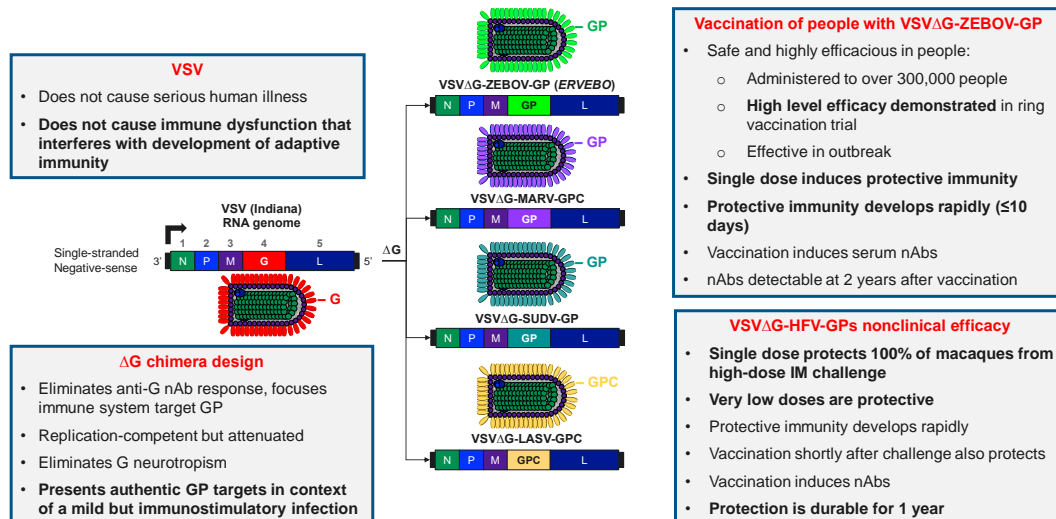 VSV
• Does not cause serious human illness
• Does not cause immune dysfunction that
interferes with development of adaptive
immunity
VSV (Indiana)
RNA genome
1 2 3 4 5
Single-stranded
Negative-sense
3' N P M G L 5'
ΔG
G
ΔG chimera design
• Eliminates anti-G nAb response, focuses
immune system target GP
• Replication-competent but attenuated
• Eliminates G neurotropism
• Presents authentic GP targets in context
of a mild but immunostimulatory infection
GP
VSVΔG-ZEBOV-GP (ERVEBO)
N P M GP L
GP
VSVΔG-MARV-GPC
N P M GP L
GP
VSVΔG-SUDV-GP
N P M GP L
GPC
VSVΔG-LASV-GPC
N P M GPC L
Vaccination of people with VSVΔG-ZEBOV-GP
• Safe and highly efficacious in people:
o Administered to over 300,000 people
o High level efficacy demonstrated in ring
vaccination trial
o Effective in outbreak
• Single dose induces protective immunity
• Protective immunity develops rapidly (≤10
days)
• Vaccination induces serum nAbs
• nAbs detectable at 2 years after vaccination
VSVΔG-HFV-GPs nonclinical efficacy
• Single dose protects 100% of macaques from
high-dose IM challenge
• Very low doses are protective
• Protective immunity develops rapidly
• Vaccination shortly after challenge also protects
• Vaccination induces nAbs
• Protection is durable for 1 year